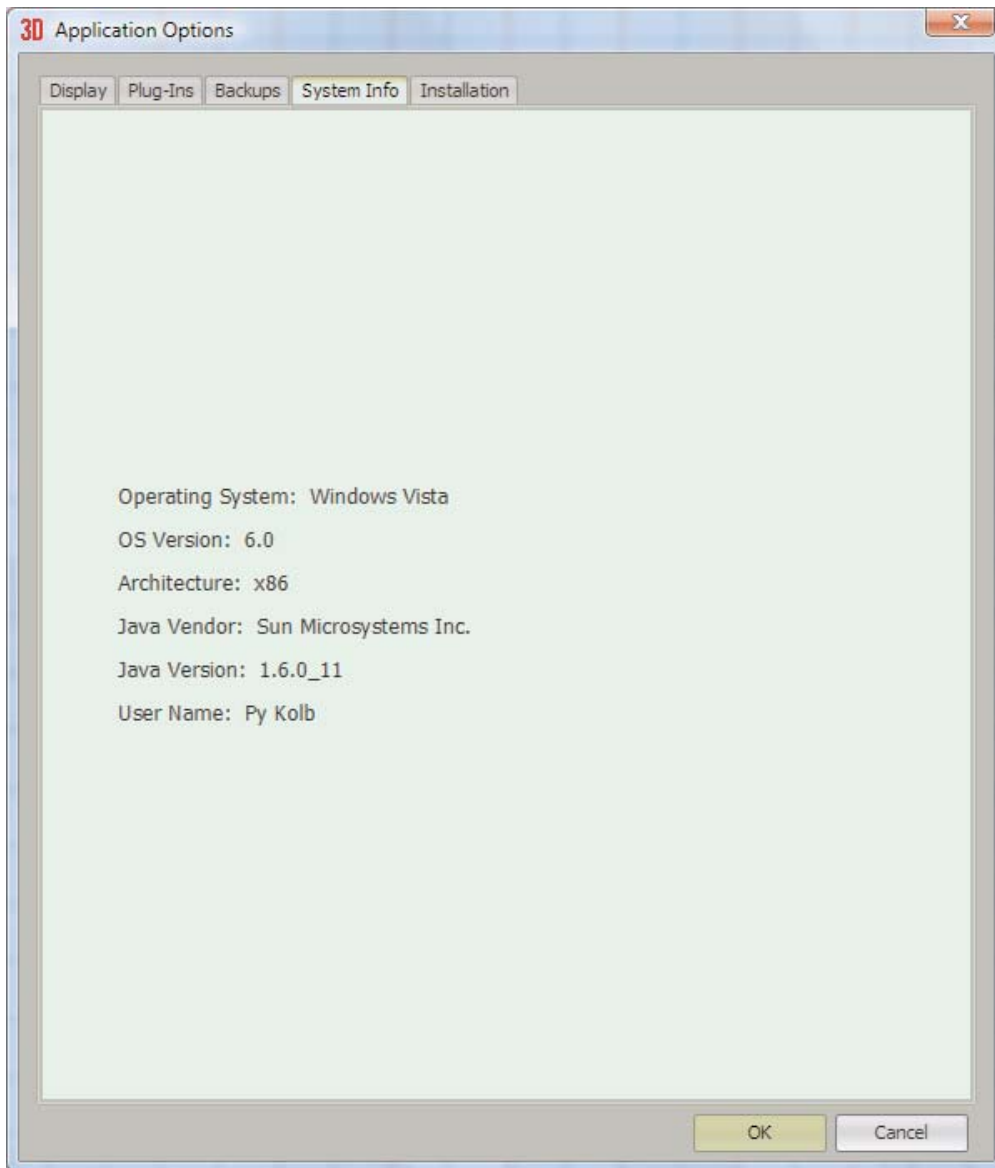 3D Application Options
Display Plug-Ins Backups System Info Installation
Operating System: Windows Vista
OS Version: 6.0
Architecture: x86
Java Vendor: Sun Microsystems Inc.
Java Version: 1.6.0_11
User Name: Py Kolb
OK Cancel